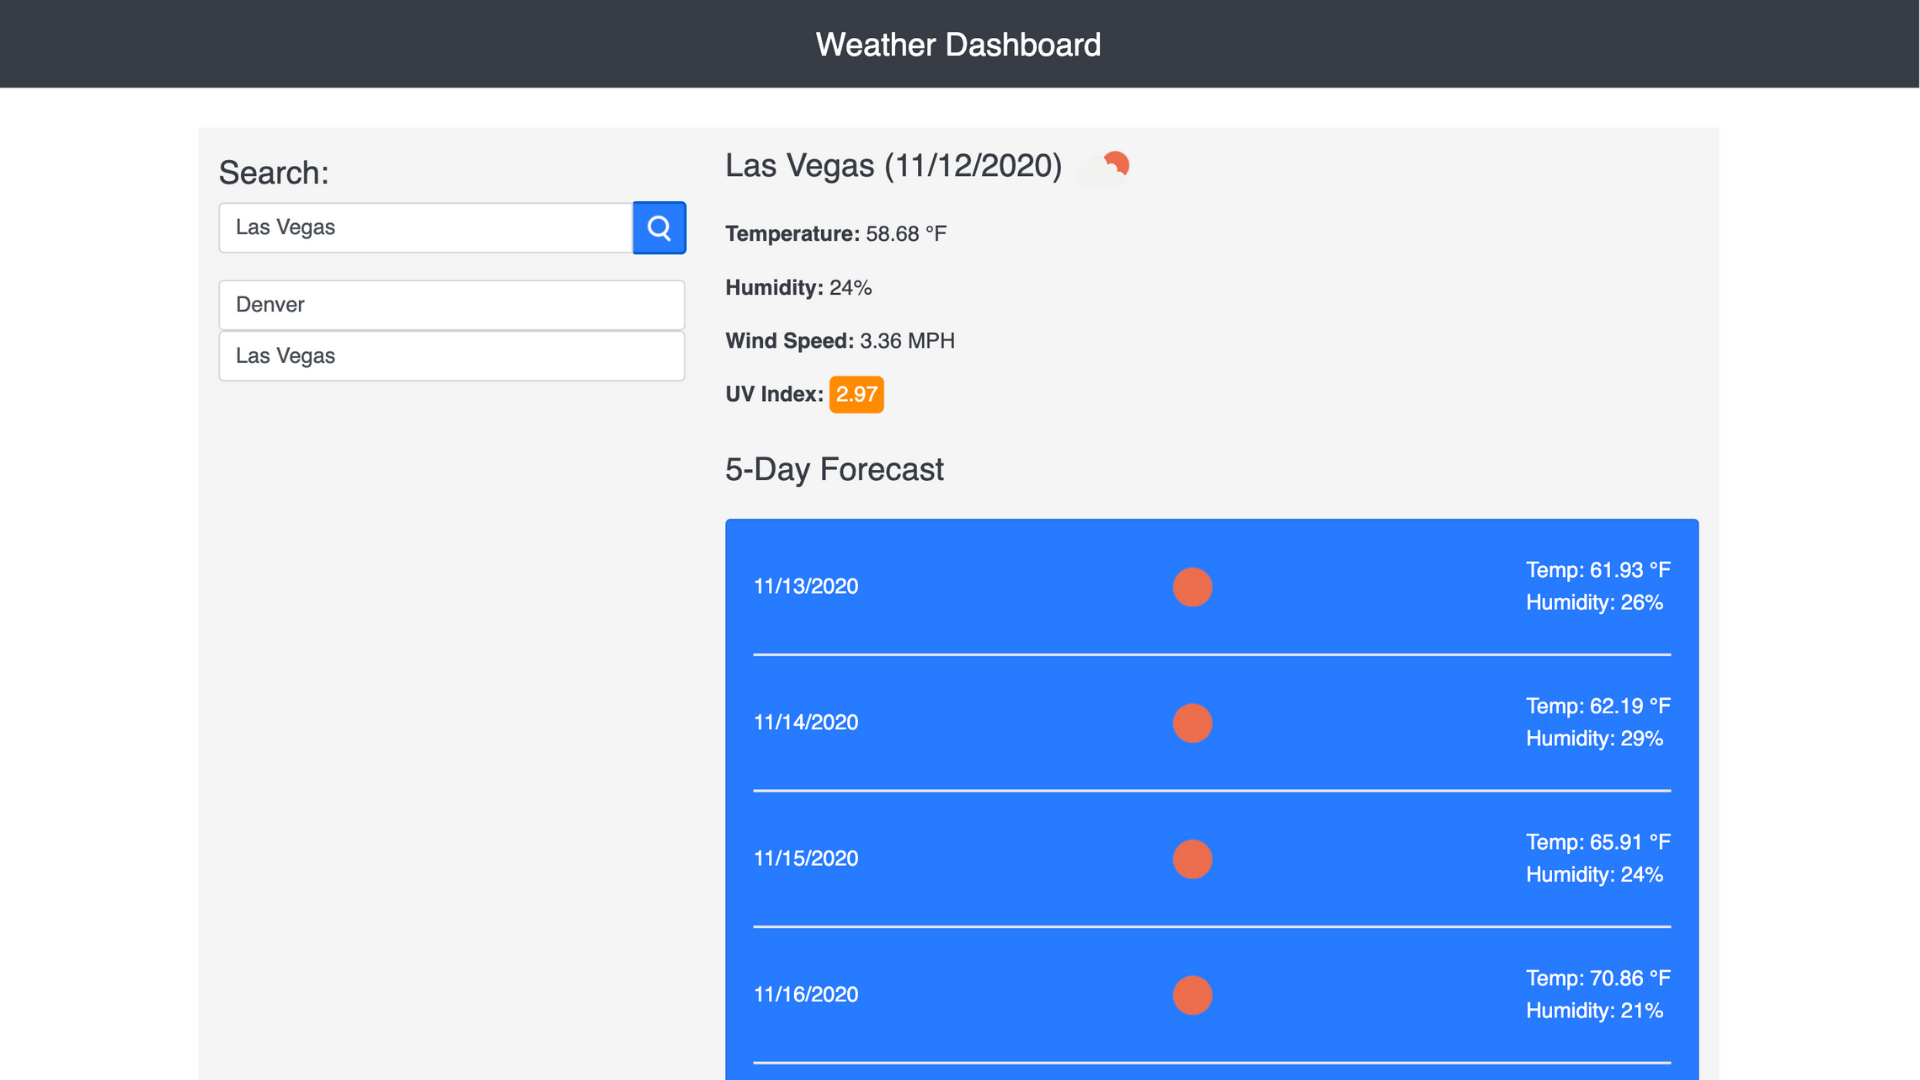 Weather Dashboard
Search:
Las Vegas
Denver
Las Vegas
Las Vegas (11/12/2020)
Temperature: 58.68 °F
Humidity: 24%
Wind Speed: 3.36 MPH
UV Index: 2.97
5-Day Forecast
11/13/2020
Temp: 61.93 °F
Humidity: 26%
11/14/2020
Temp: 62.19 °F
Humidity: 29%
11/15/2020
Temp: 65.91 °F
Humidity: 24%
11/16/2020
Temp: 70.86 °F
Humidity: 21%